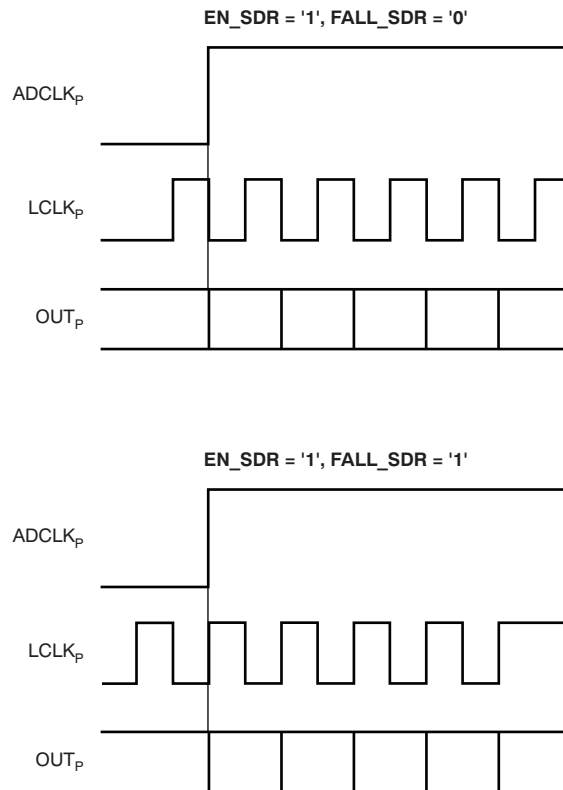 EN_SDR = '1', FALL_SDR = '0'
ADCLKP
LCLKP
OUTP
EN_SDR = '1', FALL_SDR = '1'
ADCLKP
LCLKP
OUTP